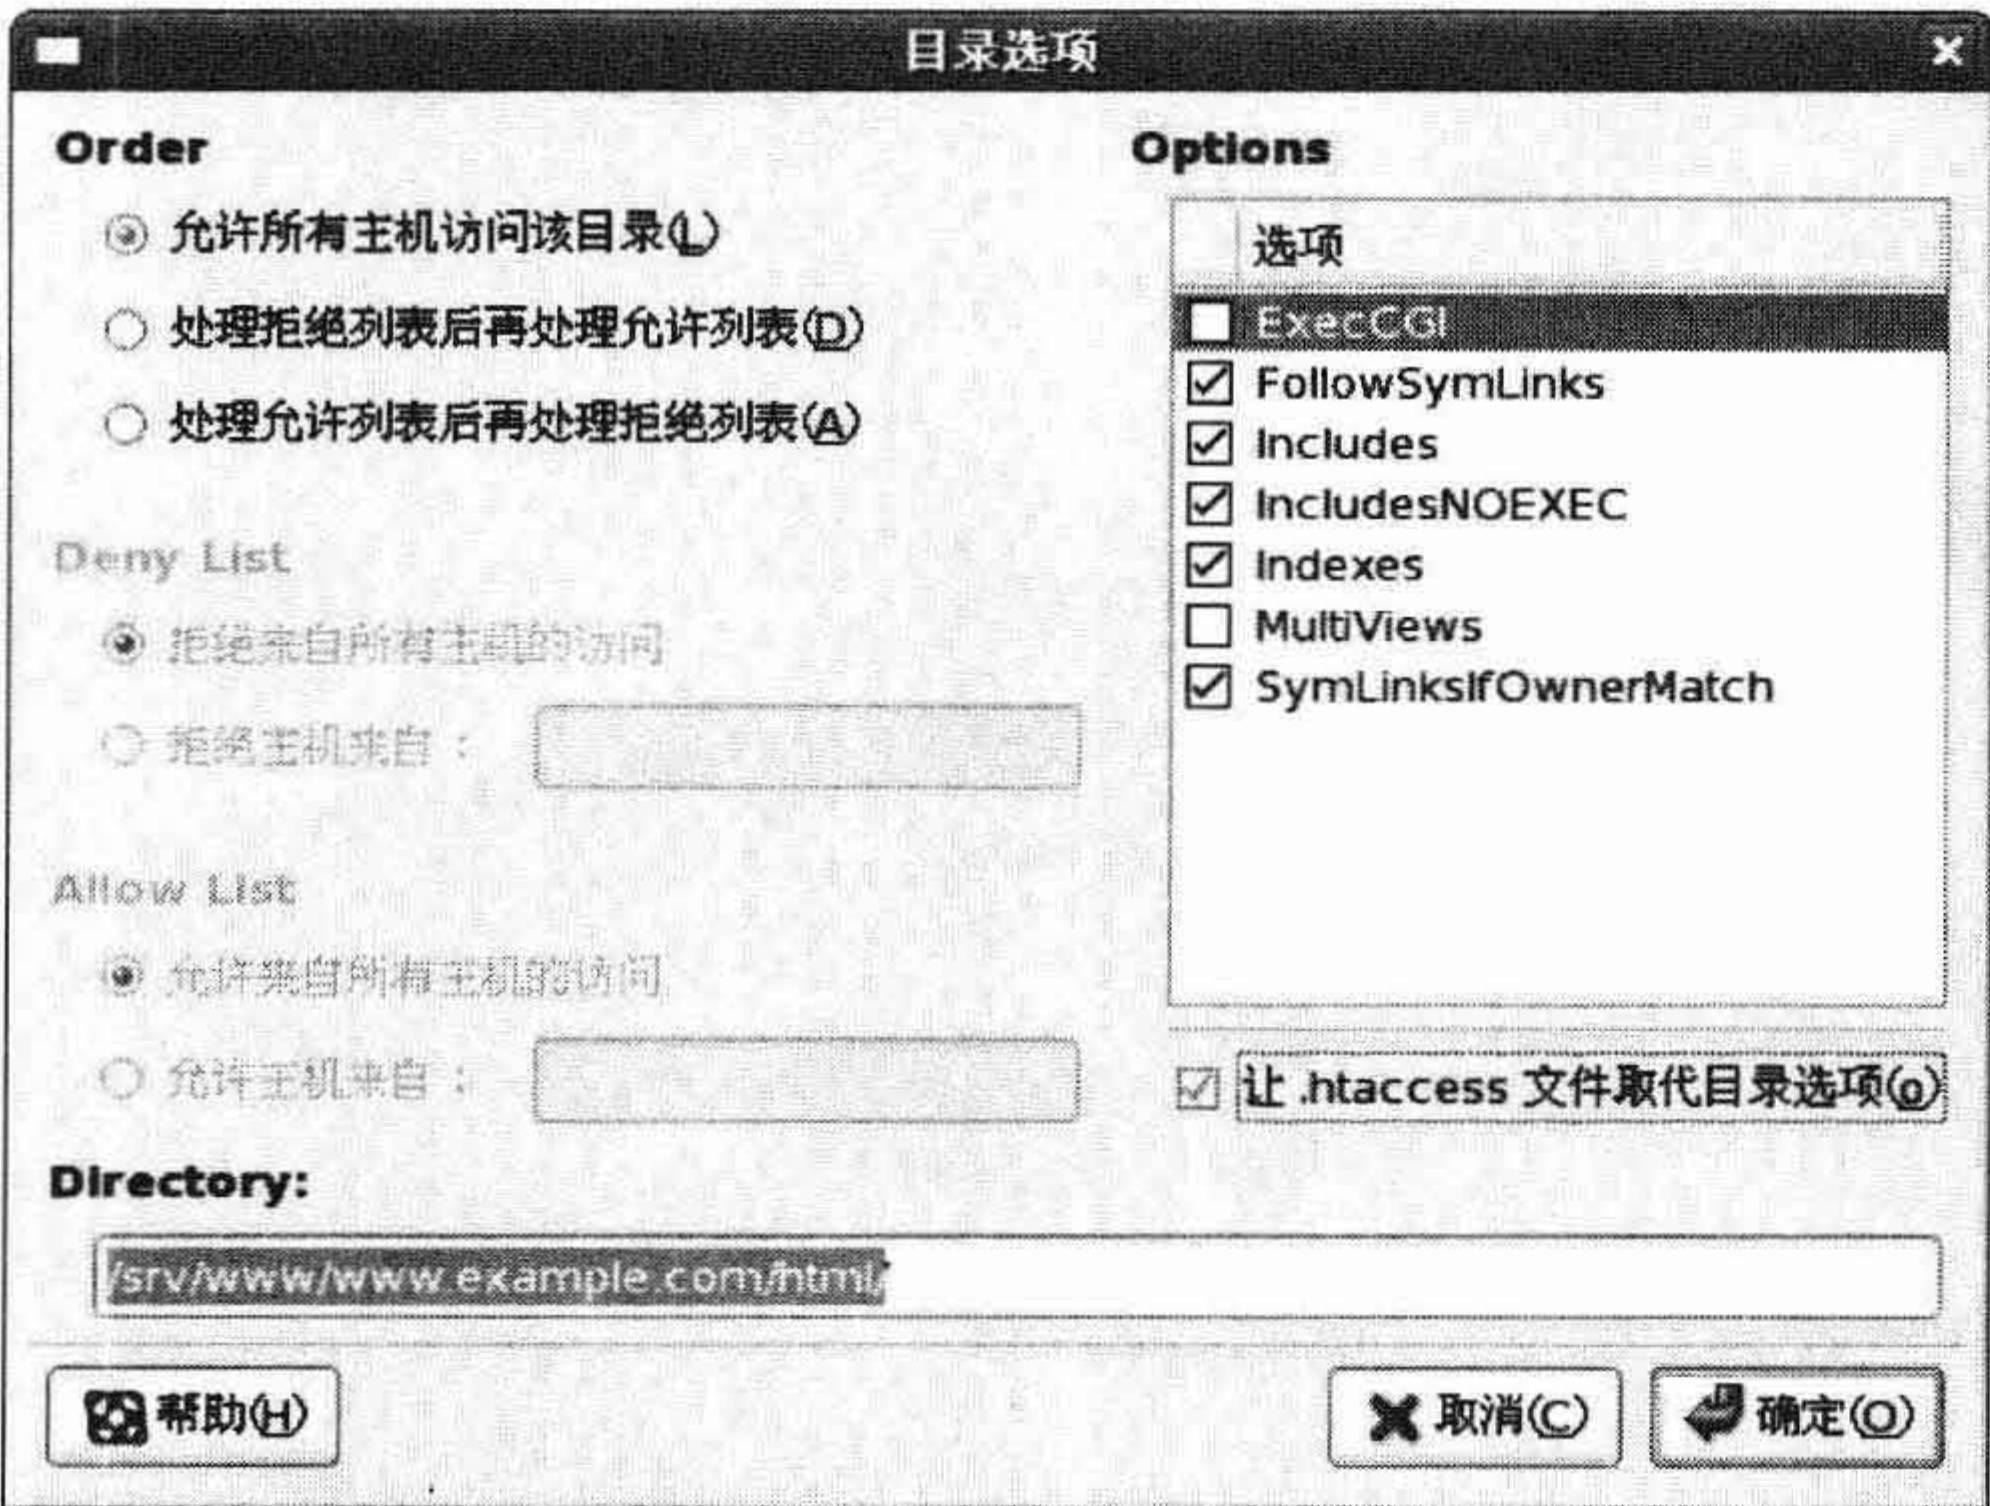 目录选项
Order
允许所有主机访问该目录(L)
处理拒绝列表后再处理允许列表(D)
处理允许列表后再处理拒绝列表(A)
Deny List
拒绝来自所有主机的访问
拒绝主机来自：
Allow List
允许来自所有主机的访问
允许主机来自：
Options
选项
ExecCGI
FollowSymLinks
Includes
IncludesNOEXEC
Indexes
MultiViews
SymLinksIfOwnerMatch
让 .htaccess 文件取代目录选项(o)
Directory:
/srv/www/www.example.com/html/
帮助(H)
取消(C)
确定(O)